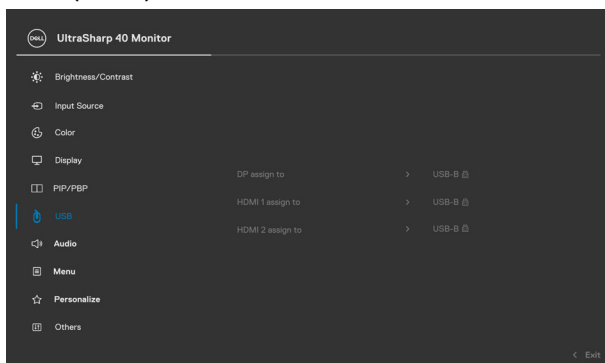 DELL UltraSharp 40 Monitor
Brightness/Contrast
Input Source
Color
Display
DP assign to > USB-B
PIP/PBP
HDMI 1 assign to > USB-B
USB
HDMI 2 assign to > USB-B
Audio
Menu
Personalize
Others
< Exit